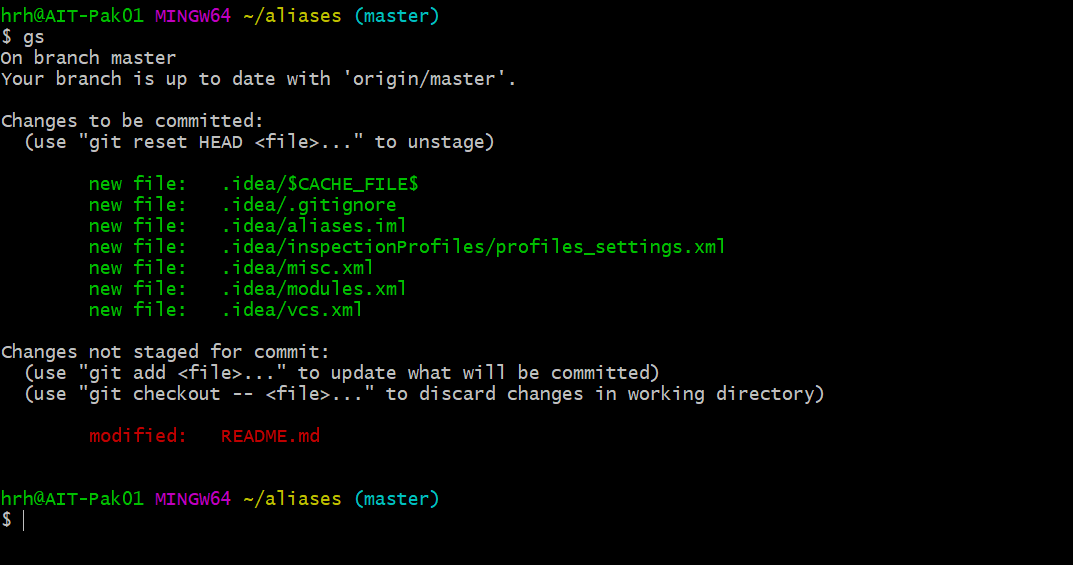 hrh@AIT-Pak01 MINGW64 ~/aliases (master)
$ gs
On branch master
Your branch is up to date with 'origin/master'.

Changes to be committed:
  (use "git reset HEAD <file>..." to unstage)

        new file:   .idea/$CACHE_FILE$
        new file:   .idea/.gitignore
        new file:   .idea/aliases.iml
        new file:   .idea/inspectionProfiles/profiles_settings.xml
        new file:   .idea/misc.xml
        new file:   .idea/modules.xml
        new file:   .idea/vcs.xml

Changes not staged for commit:
  (use "git add <file>..." to update what will be committed)
  (use "git checkout -- <file>..." to discard changes in working directory)

        modified:   README.md

hrh@AIT-Pak01 MINGW64 ~/aliases (master)
$